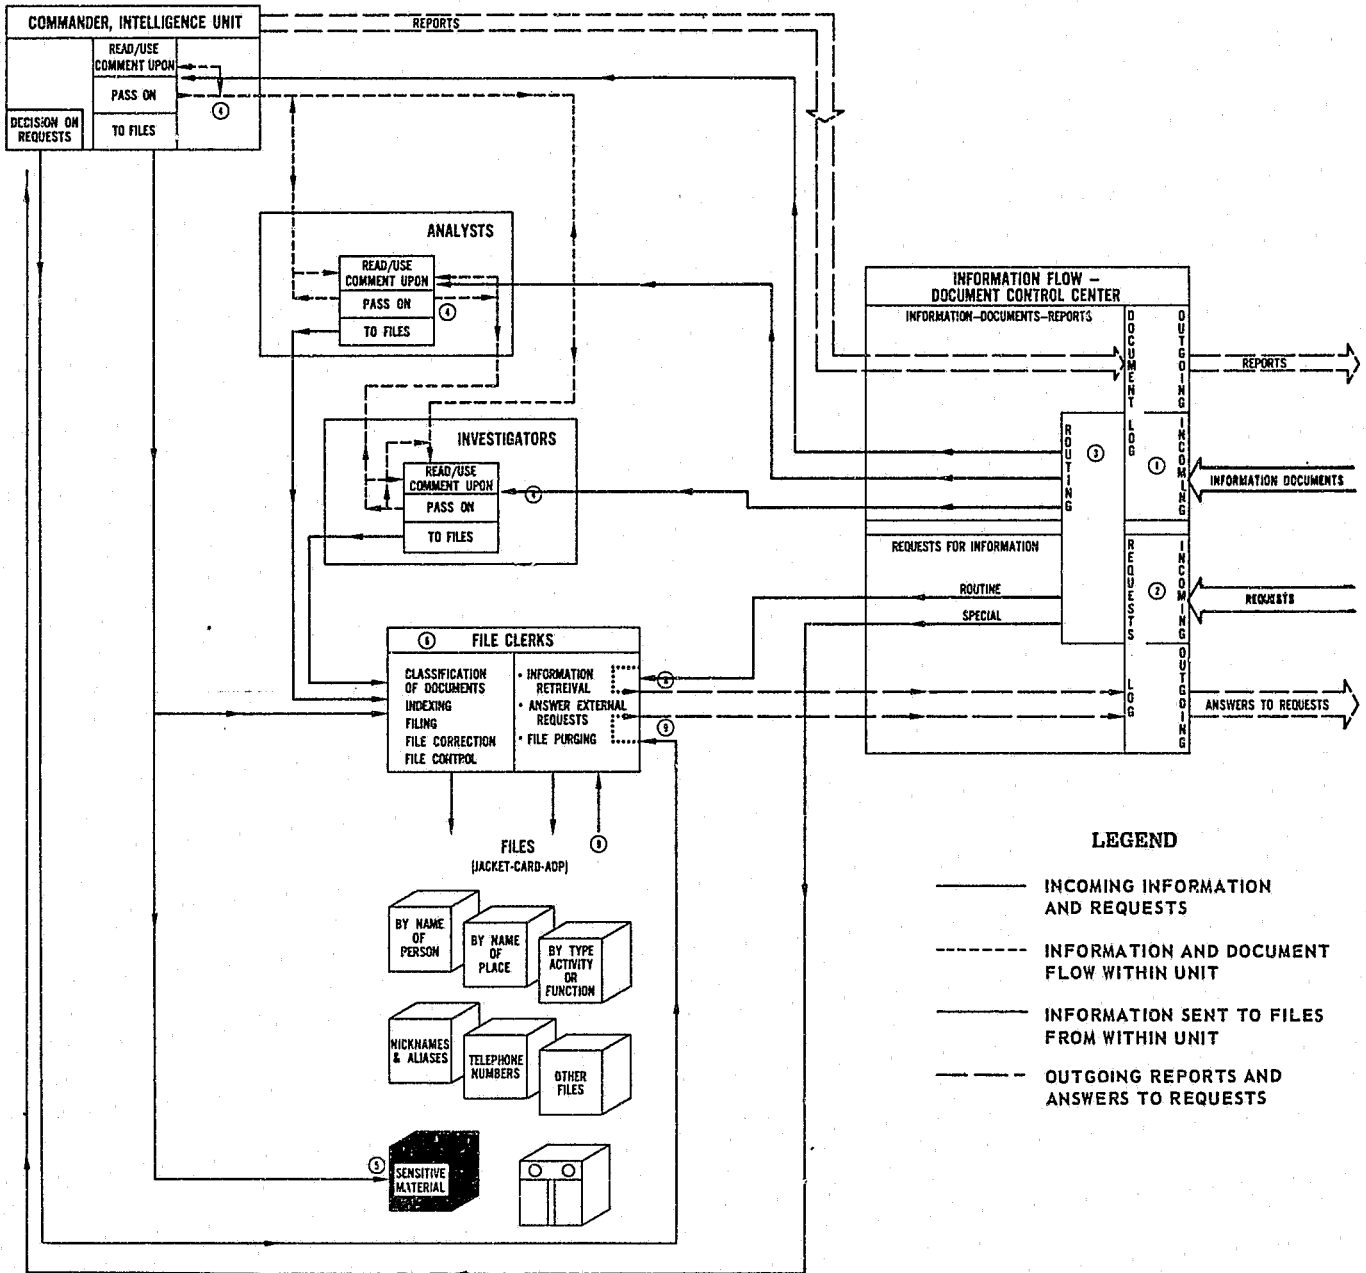 COMMANDER, INTELLIGENCE UNIT
READ/USE
COMMENT UPON
PASS ON
TO FILES
DECISION ON
REQUESTS
4
REPORTS
ANALYSTS
READ/USE
COMMENT UPON
PASS ON
TO FILES
4
INVESTIGATORS
READ/USE
COMMENT UPON
PASS ON
TO FILES
INFORMATION FLOW –
DOCUMENT CONTROL CENTER
INFORMATION-DOCUMENTS-REPORTS
DOCUMENT LOG
OUTGOING
INCOMING
ROUTING
3
1
REPORTS
INFORMATION DOCUMENTS
REQUESTS FOR INFORMATION
REQUESTS LOG
INCOMING
OUTGOING
2
ROUTINE
SPECIAL
REQUESTS
ANSWERS TO REQUESTS
6 FILE CLERKS
CLASSIFICATION
OF DOCUMENTS
INDEXING
FILING
FILE CORRECTION
FILE CONTROL
• INFORMATION
RETREIVAL
• ANSWER EXTERNAL
REQUESTS
• FILE PURGING
9
FILES
(JACKET-CARD-ADP)
BY NAME
OF
PERSON
BY NAME
OF
PLACE
BY TYPE
ACTIVITY
OR
FUNCTION
NICKNAMES
& ALIASES
TELEPHONE
NUMBERS
OTHER
FILES
5
SENSITIVE
MATERIAL
LEGEND
INCOMING INFORMATION
AND REQUESTS
INFORMATION AND DOCUMENT
FLOW WITHIN UNIT
INFORMATION SENT TO FILES
FROM WITHIN UNIT
OUTGOING REPORTS AND
ANSWERS TO REQUESTS